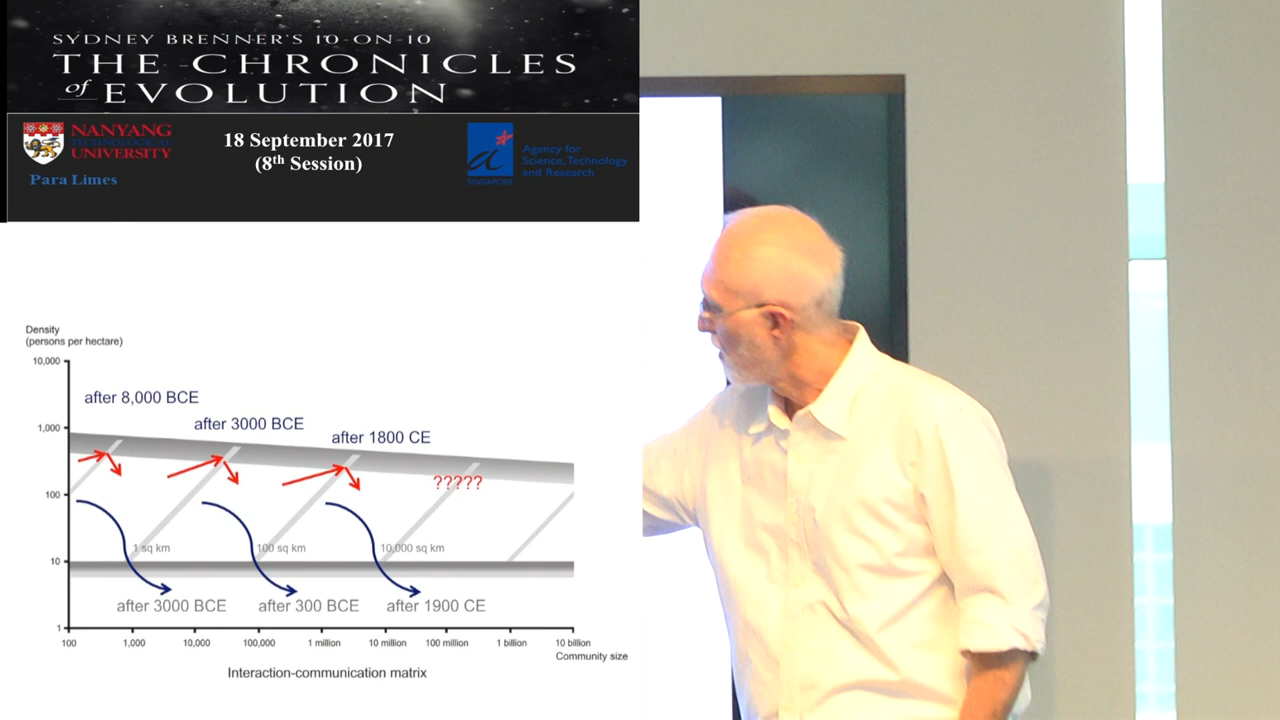 SYDNEY BRENNER'S 10-ON-10
THE CHRONICLES
of EVOLUTION
NANYANG
TECHNOLOGICAL
UNIVERSITY
Para Limes
18 September 2017
(8th Session)
SINGAPORE
Agency for
Science, Technology
and Research
Density
(persons per hectare)
10,000
1,000
100
10
1
after 8,000 BCE
after 3000 BCE
after 1800 CE
?????
1 sq km
100 sq km
10,000 sq km
after 3000 BCE
after 300 BCE
after 1900 CE
100
1,000
10,000
100,000
1 million
10 million
100 million
1 billion
10 billion
Community size
Interaction-communication matrix